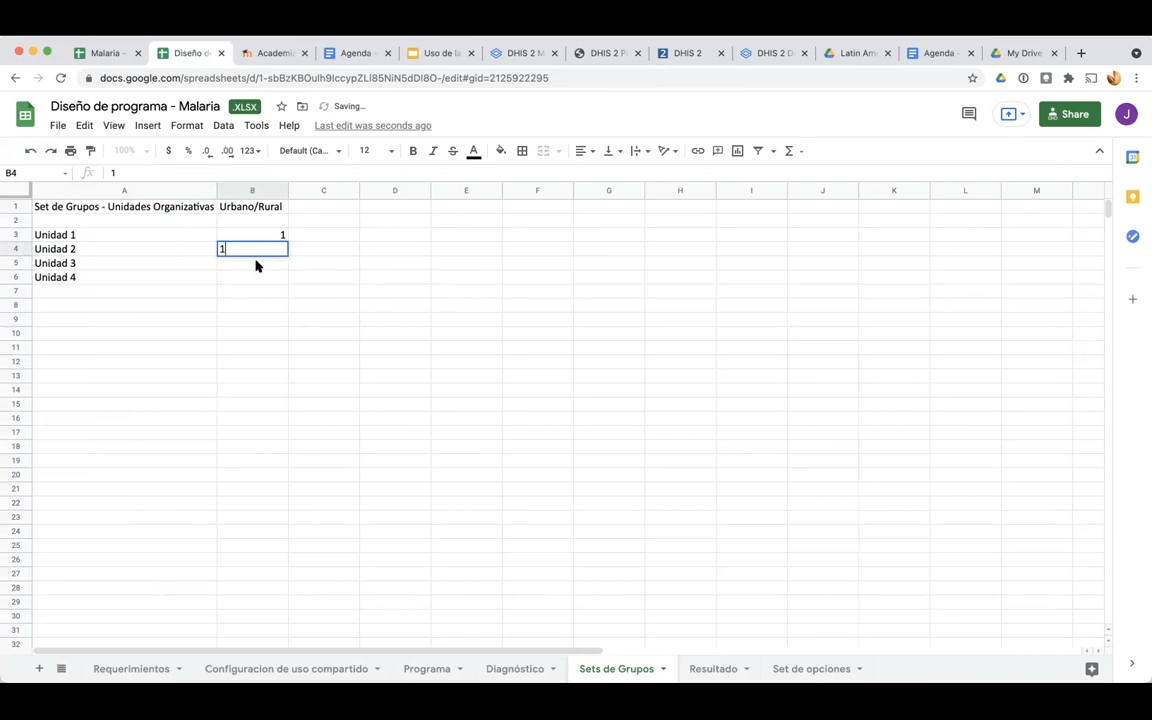 Malaria -
Diseño de
Academia
Agenda -
Uso de la
DHIS 2 M
DHIS 2 Pl
DHIS 2
DHIS 2 D
Latin Am
Agenda -
My Drive
docs.google.com/spreadsheets/d/1-sbBzKBOulh9IccypZLl85NiN5dDI8O-/edit#gid=2125922295
Diseño de programa - Malaria .XLSX Saving...
Share J
File Edit View Insert Format Data Tools Help Last edit was seconds ago
100% $ % .0 .00 123 Default (Ca... 12 B I S A Σ
B4 fx 1
A B C D E F G H I J K L M
1 Set de Grupos - Unidades Organizativas Urbano/Rural
2
3 Unidad 1 1
4 Unidad 2 1
5 Unidad 3
6 Unidad 4
7
8
9
10
11
12
13
14
15
16
17
18
19
20
21
22
23
24
25
26
27
28
29
30
31
32
Requerimientos Configuracion de uso compartido Programa Diagnóstico Sets de Grupos Resultado Set de opciones